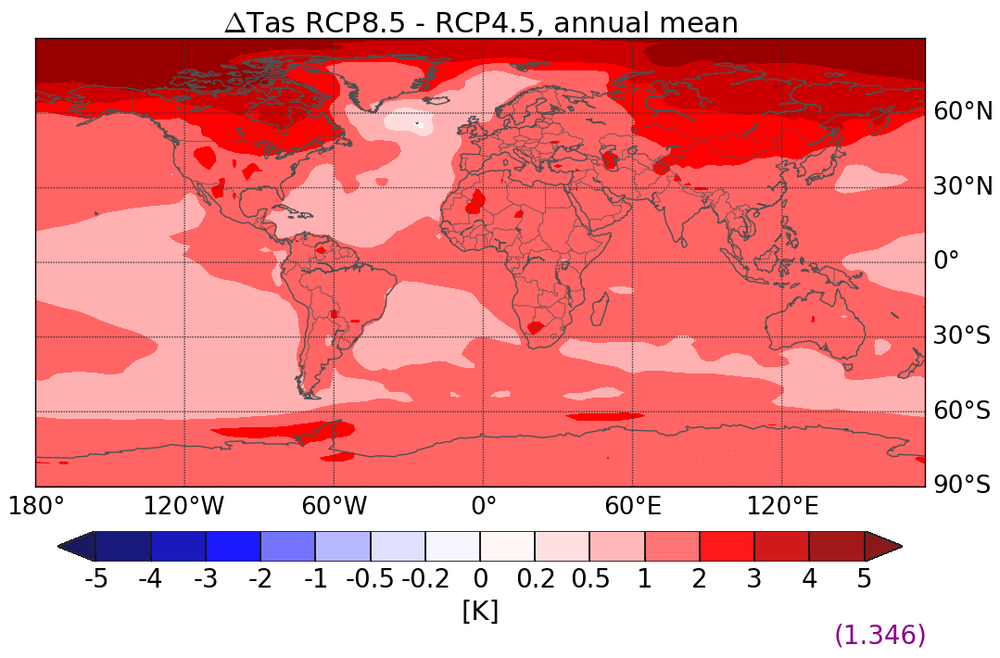 ΔTas RCP8.5 - RCP4.5, annual mean
60°N
30°N
0°
30°S
60°S
90°S
180° 120°W 60°W 0° 60°E 120°E
-5 -4 -3 -2 -1 -0.5 -0.2 0 0.2 0.5 1 2 3 4 5
[K]
(1.346)